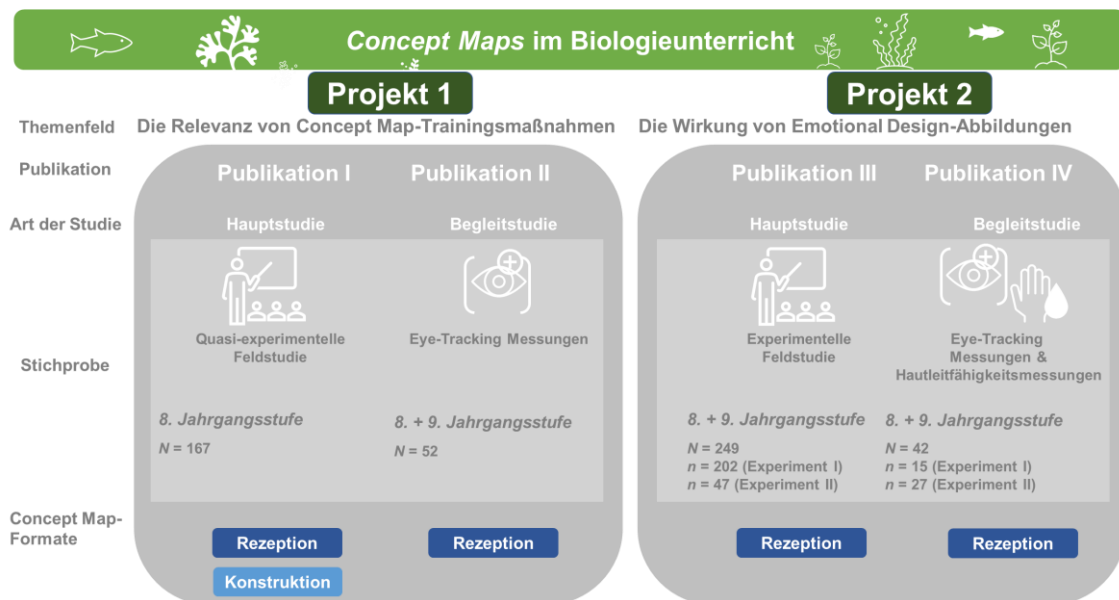 Concept Maps im Biologieunterricht
Projekt 1
Projekt 2
Themenfeld
Die Relevanz von Concept Map-Trainingsmaßnahmen
Die Wirkung von Emotional Design-Abbildungen
Publikation
Publikation I
Publikation II
Publikation III
Publikation IV
Art der Studie
Hauptstudie
Begleitstudie
Hauptstudie
Begleitstudie
Stichprobe
Quasi-experimentelle
Feldstudie
Eye-Tracking Messungen
Experimentelle
Feldstudie
Eye-Tracking
Messungen &
Hautleitfähigkeitsmessungen
8. Jahrgangsstufe
N = 167
8. + 9. Jahrgangsstufe
N = 52
8. + 9. Jahrgangsstufe
N = 249
n = 202 (Experiment I)
n = 47 (Experiment II)
8. + 9. Jahrgangsstufe
N = 42
n = 15 (Experiment I)
n = 27 (Experiment II)
Concept Map-
Formate
Rezeption
Konstruktion
Rezeption
Rezeption
Rezeption